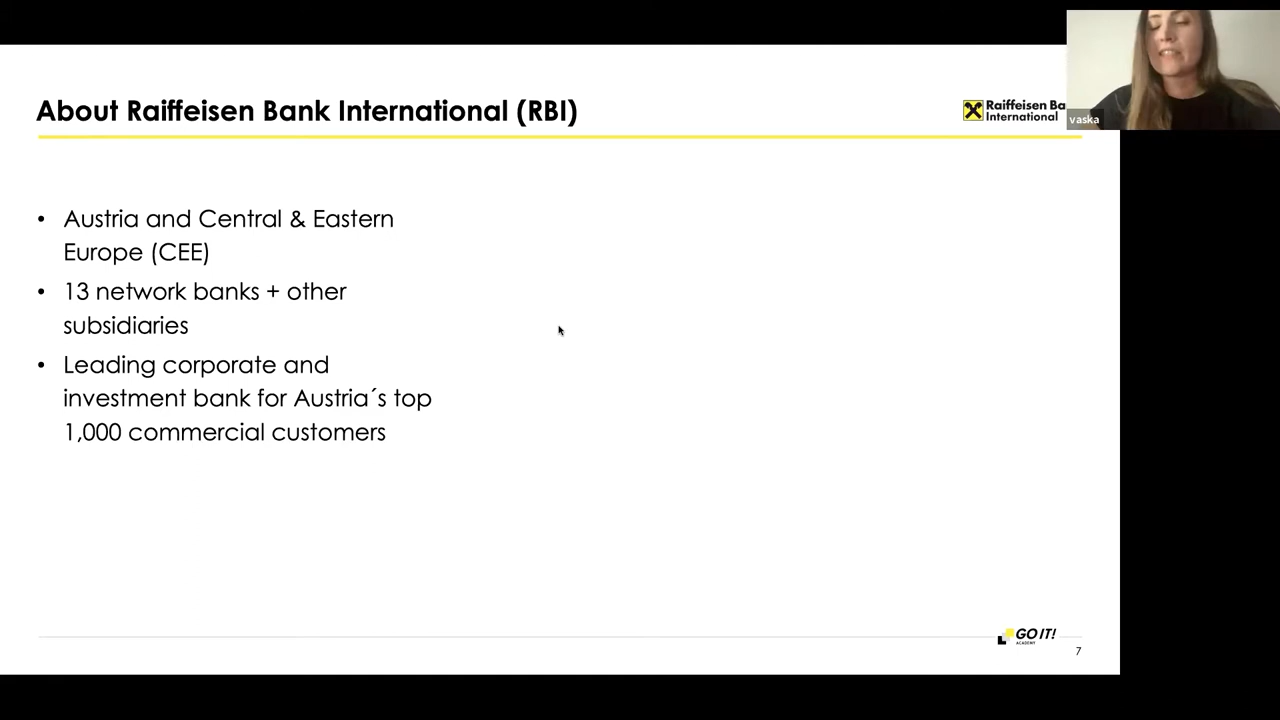 About Raiffeisen Bank International (RBI)
Raiffeisen Ba
International
vaska
• Austria and Central & Eastern
Europe (CEE)
• 13 network banks + other
subsidiaries
• Leading corporate and
investment bank for Austria´s top
1,000 commercial customers
GO IT!
ACADEMY
7